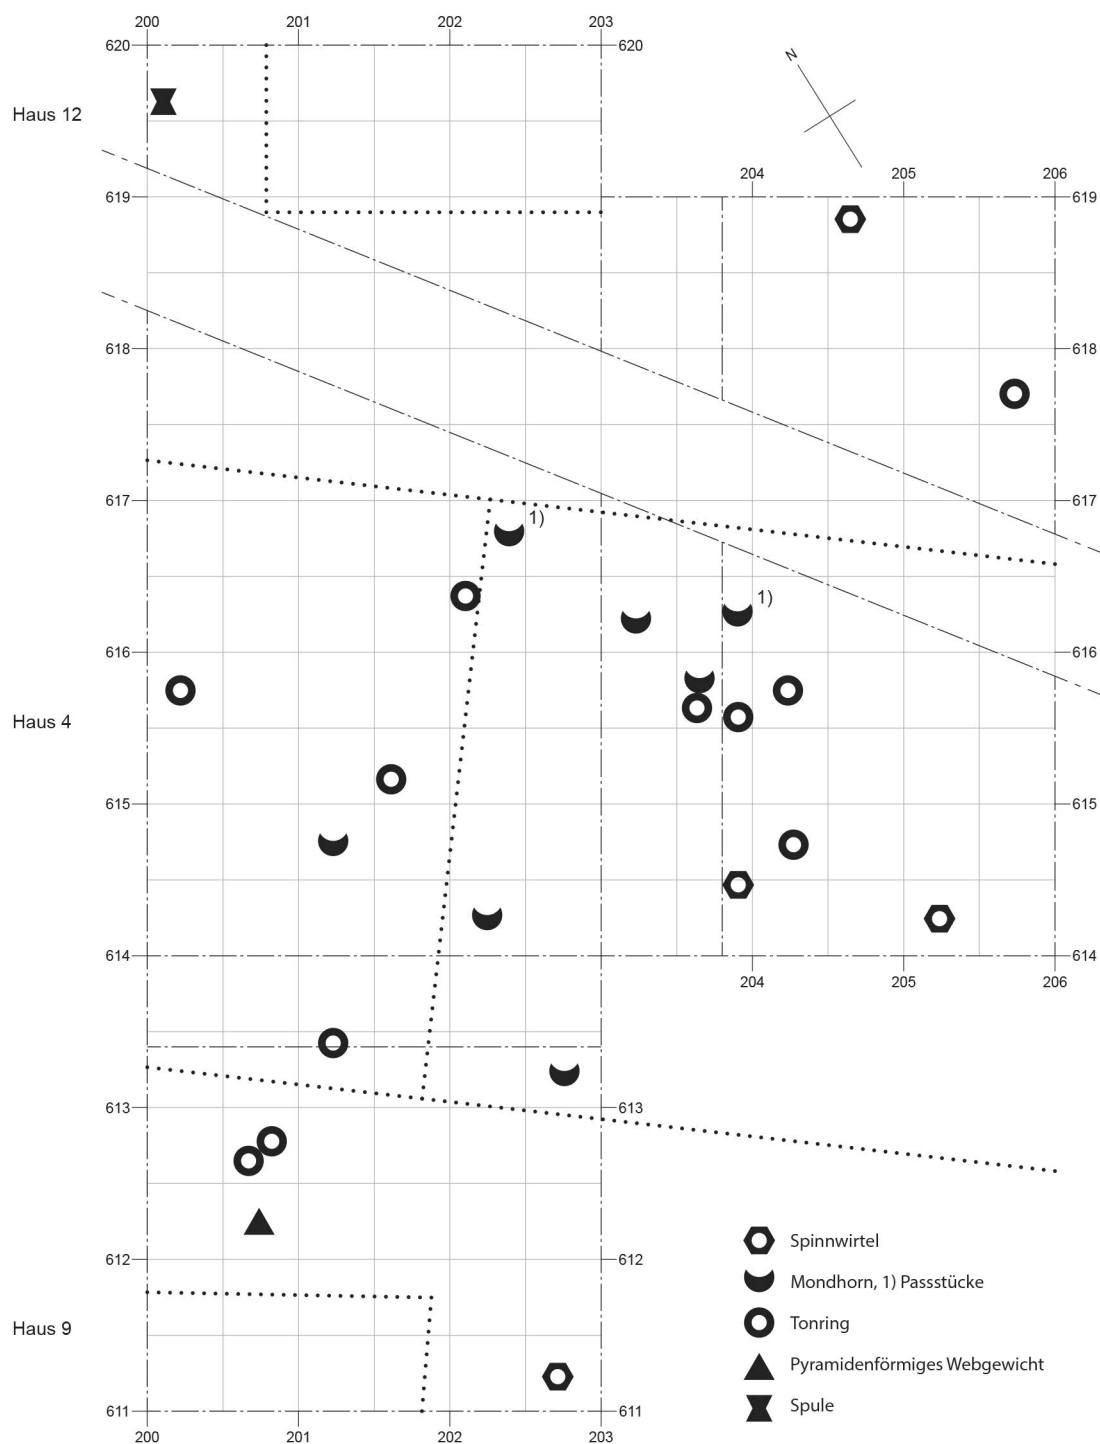 200 201 202 203
620 620
N
Haus 12
204 205 206
619 619
618 618
617 617
1)
1)
616 616
Haus 4
615 615
614 614
204 205 206
613 613
612 612
Spinnwirtel
Mondhorn, 1) Passstücke
Haus 9
Tonring
Pyramidenförmiges Webgewicht
Spule
611 611
200 201 202 203